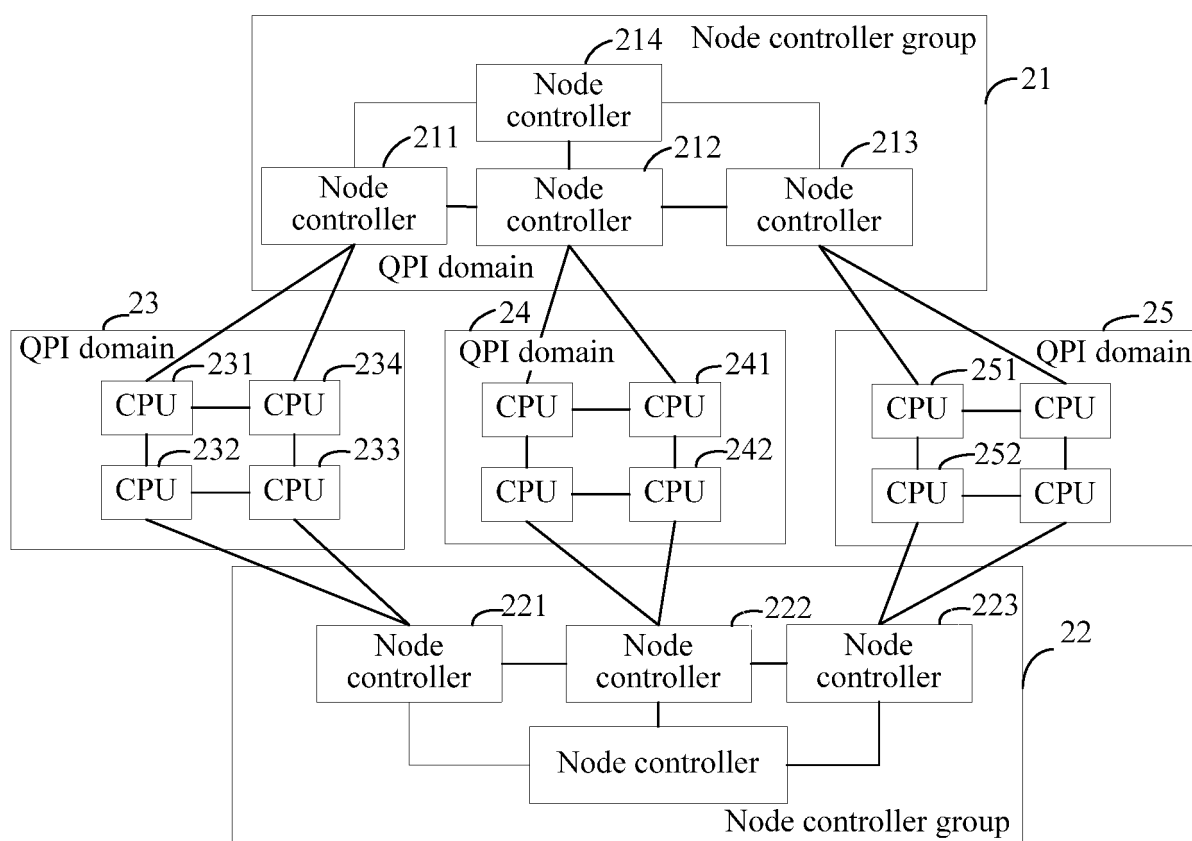 Node controller group
214
21
Node
controller
211
212
213
Node
controller
Node
controller
Node
controller
QPI domain
23
24
25
QPI domain
QPI domain
QPI domain
231
234
241
251
CPU
CPU
CPU
CPU
CPU
CPU
232
233
242
252
CPU
CPU
CPU
CPU
CPU
CPU
221
222
223
22
Node
controller
Node
controller
Node
controller
Node controller
Node controller group